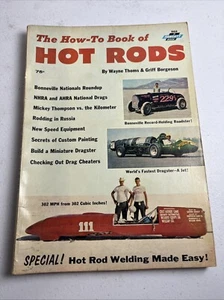 The How-To Book of
HOT RODS
75¢
By Wayne Thoms & Griff Borgeson
Bonneville Nationals Roundup
NHRA and AHRA National Drags
Mickey Thompson vs. the Kilometer
Rodding in Russia
New Speed Equipment
Secrets of Custom Painting
Build a Miniature Dragster
Checking Out Drag Cheaters
229
Bonneville Record-Holding Roadster!
World's Fastest Dragster—A Jet!
302 MPH from 302 Cubic Inches!
111
SPECIAL! Hot Rod Welding Made Easy!